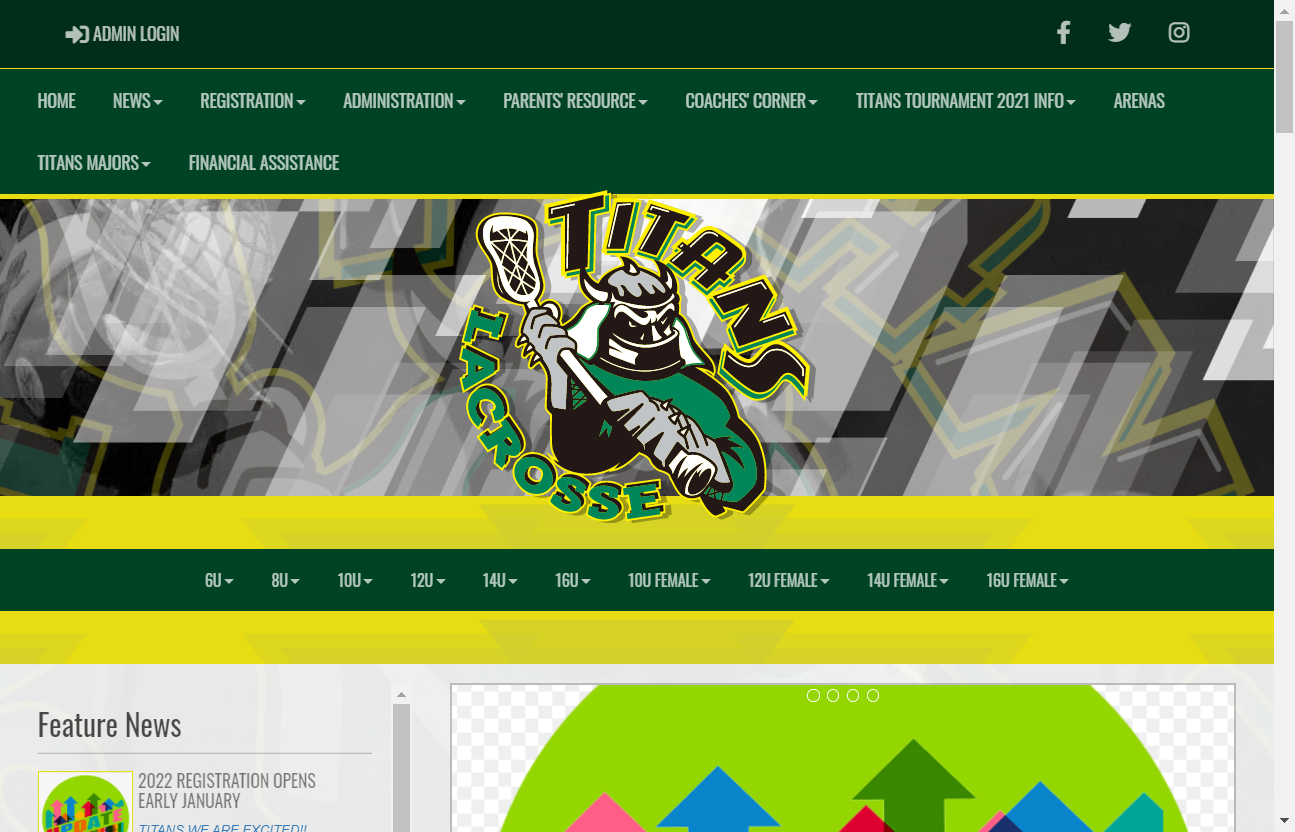 ADMIN LOGIN
HOME NEWS REGISTRATION ADMINISTRATION PARENTS' RESOURCE COACHES' CORNER TITANS TOURNAMENT 2021 INFO ARENAS
TITANS MAJORS FINANCIAL ASSISTANCE
TITANS
LACROSSE
6U 8U 10U 12U 14U 16U 10U FEMALE 12U FEMALE 14U FEMALE 16U FEMALE
Feature News
2022 REGISTRATION OPENS
EARLY JANUARY
UPDATE
TITANS WE ARE EXCITED!!